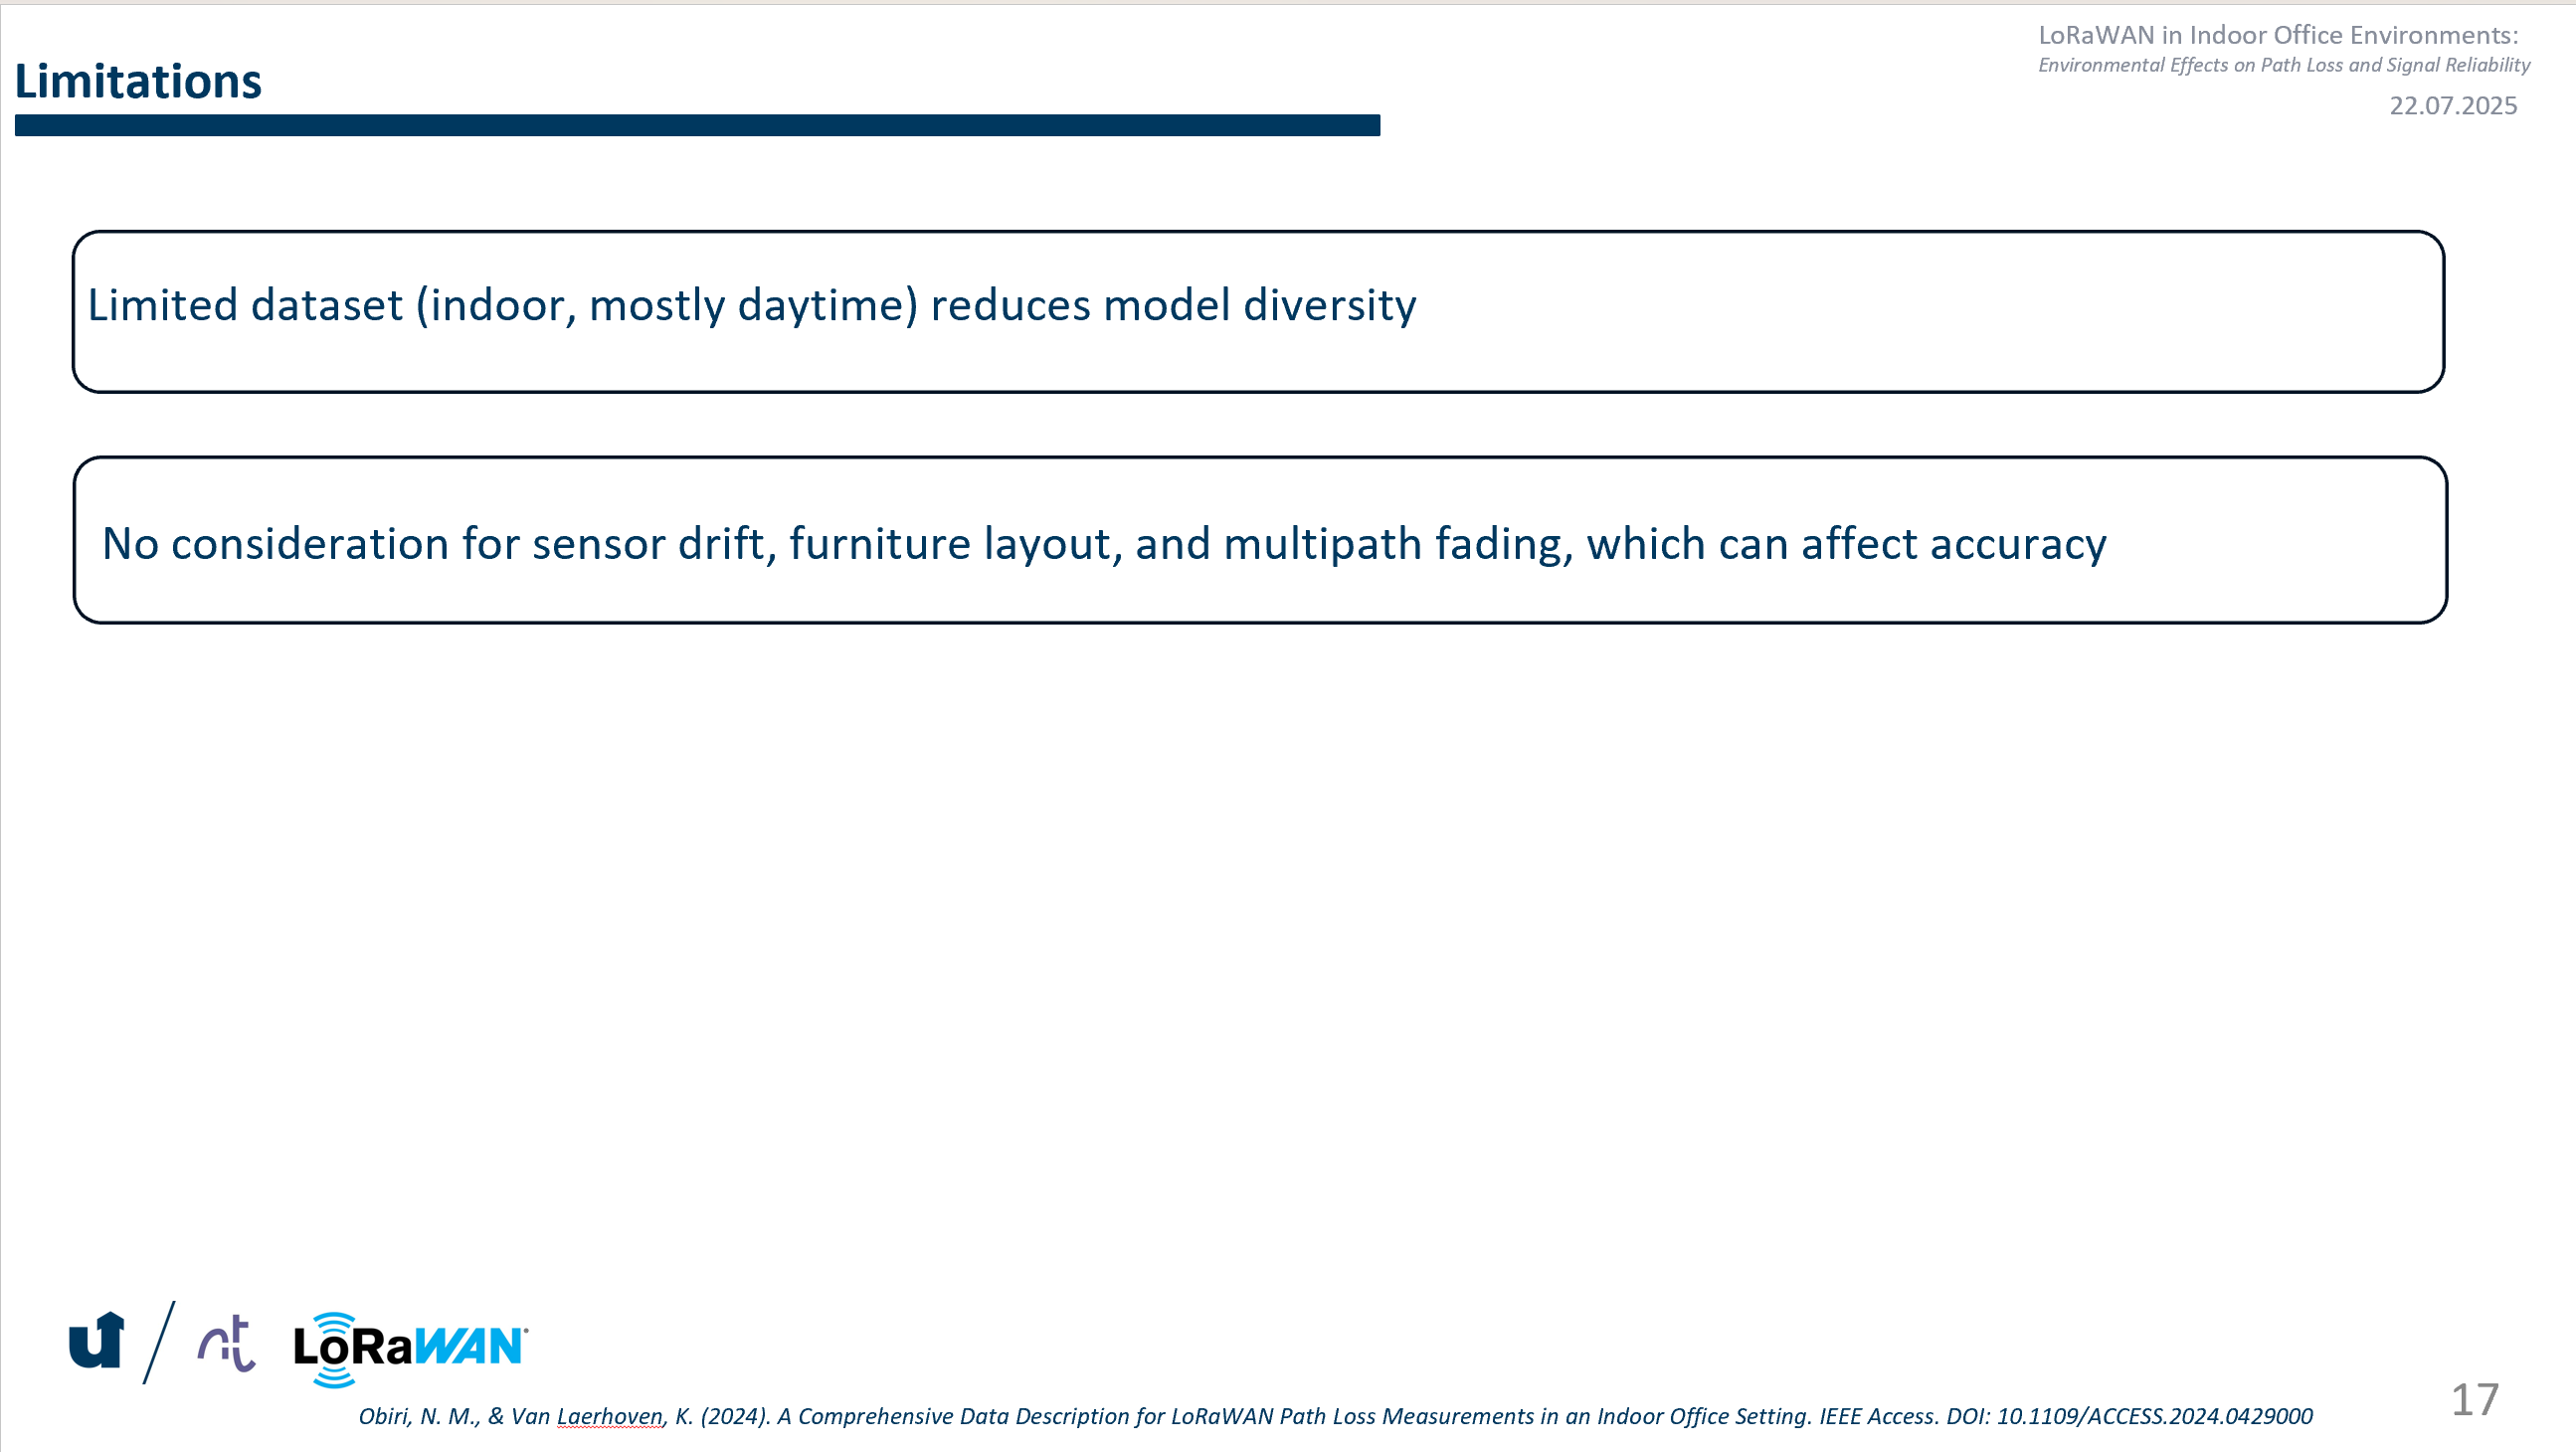 LoRaWAN in Indoor Office Environments:
Environmental Effects on Path Loss and Signal Reliability
22.07.2025
Limitations
Limited dataset (indoor, mostly daytime) reduces model diversity
No consideration for sensor drift, furniture layout, and multipath fading, which can affect accuracy
LoRaWAN
Obiri, N. M., & Van Laerhoven, K. (2024). A Comprehensive Data Description for LoRaWAN Path Loss Measurements in an Indoor Office Setting. IEEE Access. DOI: 10.1109/ACCESS.2024.0429000
17